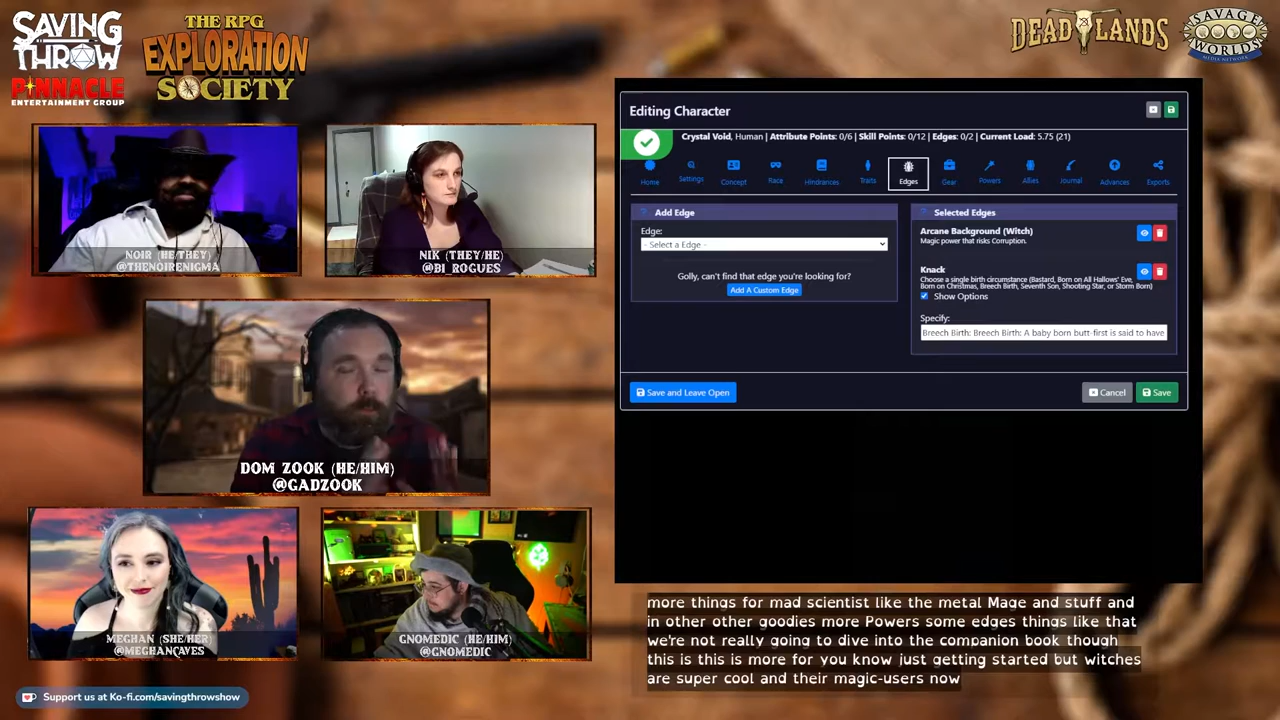 SAVING
THROW
PINNACLE
ENTERTAINMENT GROUP
THE RPG
EXPLORATION
SOCIETY
DEADLANDS
SAVAGE
WORLDS
MEDIA NETWORK
NOIR (HE/THEY)
@THENOIRENIGMA
NIK (THEY/HE)
@BI_ROGUES
DOM ZOOK (HE/HIM)
@GADZOOK
MEGHAN (SHE/HER)
@MEGHANCAVES
GNOMEDIC (HE/HIM)
@GNOMEDIC
Support us at Ko-fi.com/savingthrowshow
Editing Character
Crystal Void, Human | Attribute Points: 0/6 | Skill Points: 0/12 | Edges: 0/2 | Current Load: 5.75 (21)
Home Settings Concept Race Hindrances Traits Edges Gear Powers Allies Journal Advances Exports
Add Edge
Edge:
- Select a Edge -
Golly, can't find that edge you're looking for?
Add A Custom Edge
Selected Edges
Arcane Background (Witch)
Magic power that risks Corruption.
Knack
Choose a single birth circumstance (Bastard, Born on All Hallows' Eve,
Born on Christmas, Breech Birth, Seventh Son, Shooting Star, or Storm Born)
Show Options
Specify:
Breech Birth: Breech Birth: A baby born butt-first is said to have
Save and Leave Open
Cancel
Save
more things for mad scientist like the metal Mage and stuff and
in other other goodies more Powers some edges things like that
we're not really going to dive into the companion book though
this is this is more for you know just getting started but witches
are super cool and their magic-users now